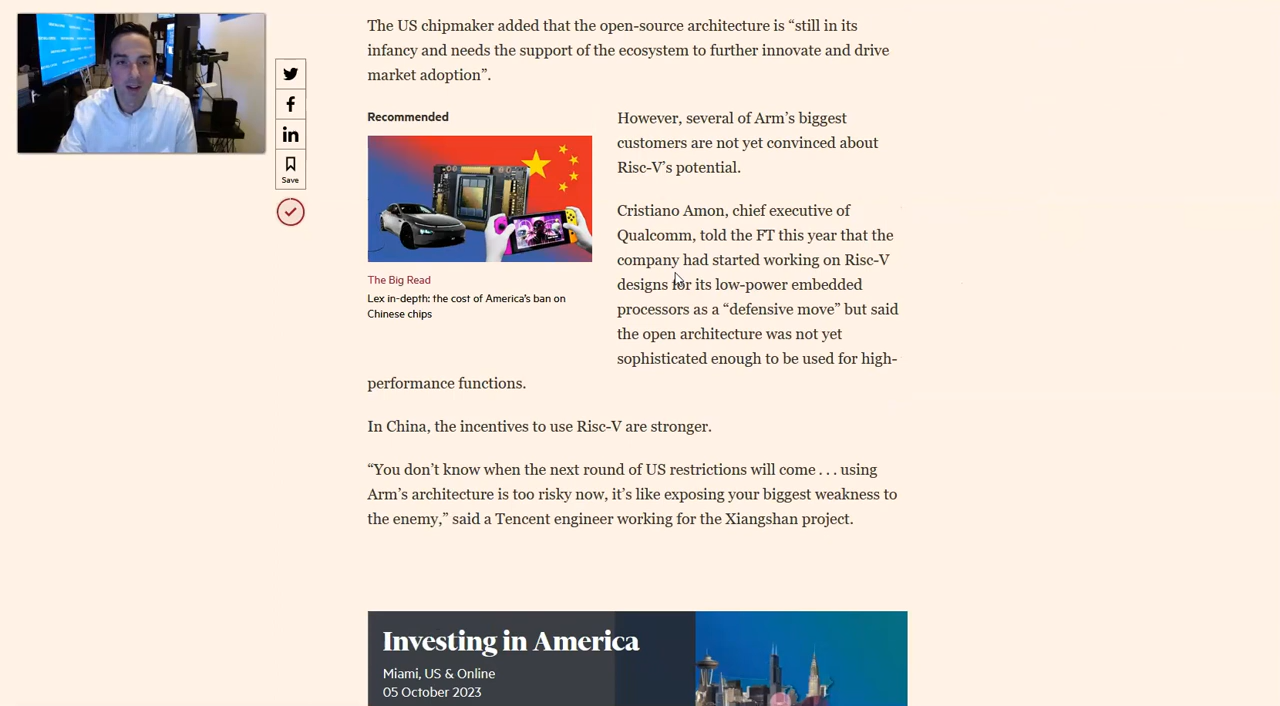 The US chipmaker added that the open-source architecture is “still in its
infancy and needs the support of the ecosystem to further innovate and drive
market adoption”.
Save
Recommended
The Big Read
Lex in-depth: the cost of America’s ban on
Chinese chips
However, several of Arm’s biggest
customers are not yet convinced about
Risc-V’s potential.
Cristiano Amon, chief executive of
Qualcomm, told the FT this year that the
company had started working on Risc-V
designs for its low-power embedded
processors as a “defensive move” but said
the open architecture was not yet
sophisticated enough to be used for high-
performance functions.
In China, the incentives to use Risc-V are stronger.
“You don’t know when the next round of US restrictions will come . . . using
Arm’s architecture is too risky now, it’s like exposing your biggest weakness to
the enemy,” said a Tencent engineer working for the Xiangshan project.
Investing in America
Miami, US & Online
05 October 2023